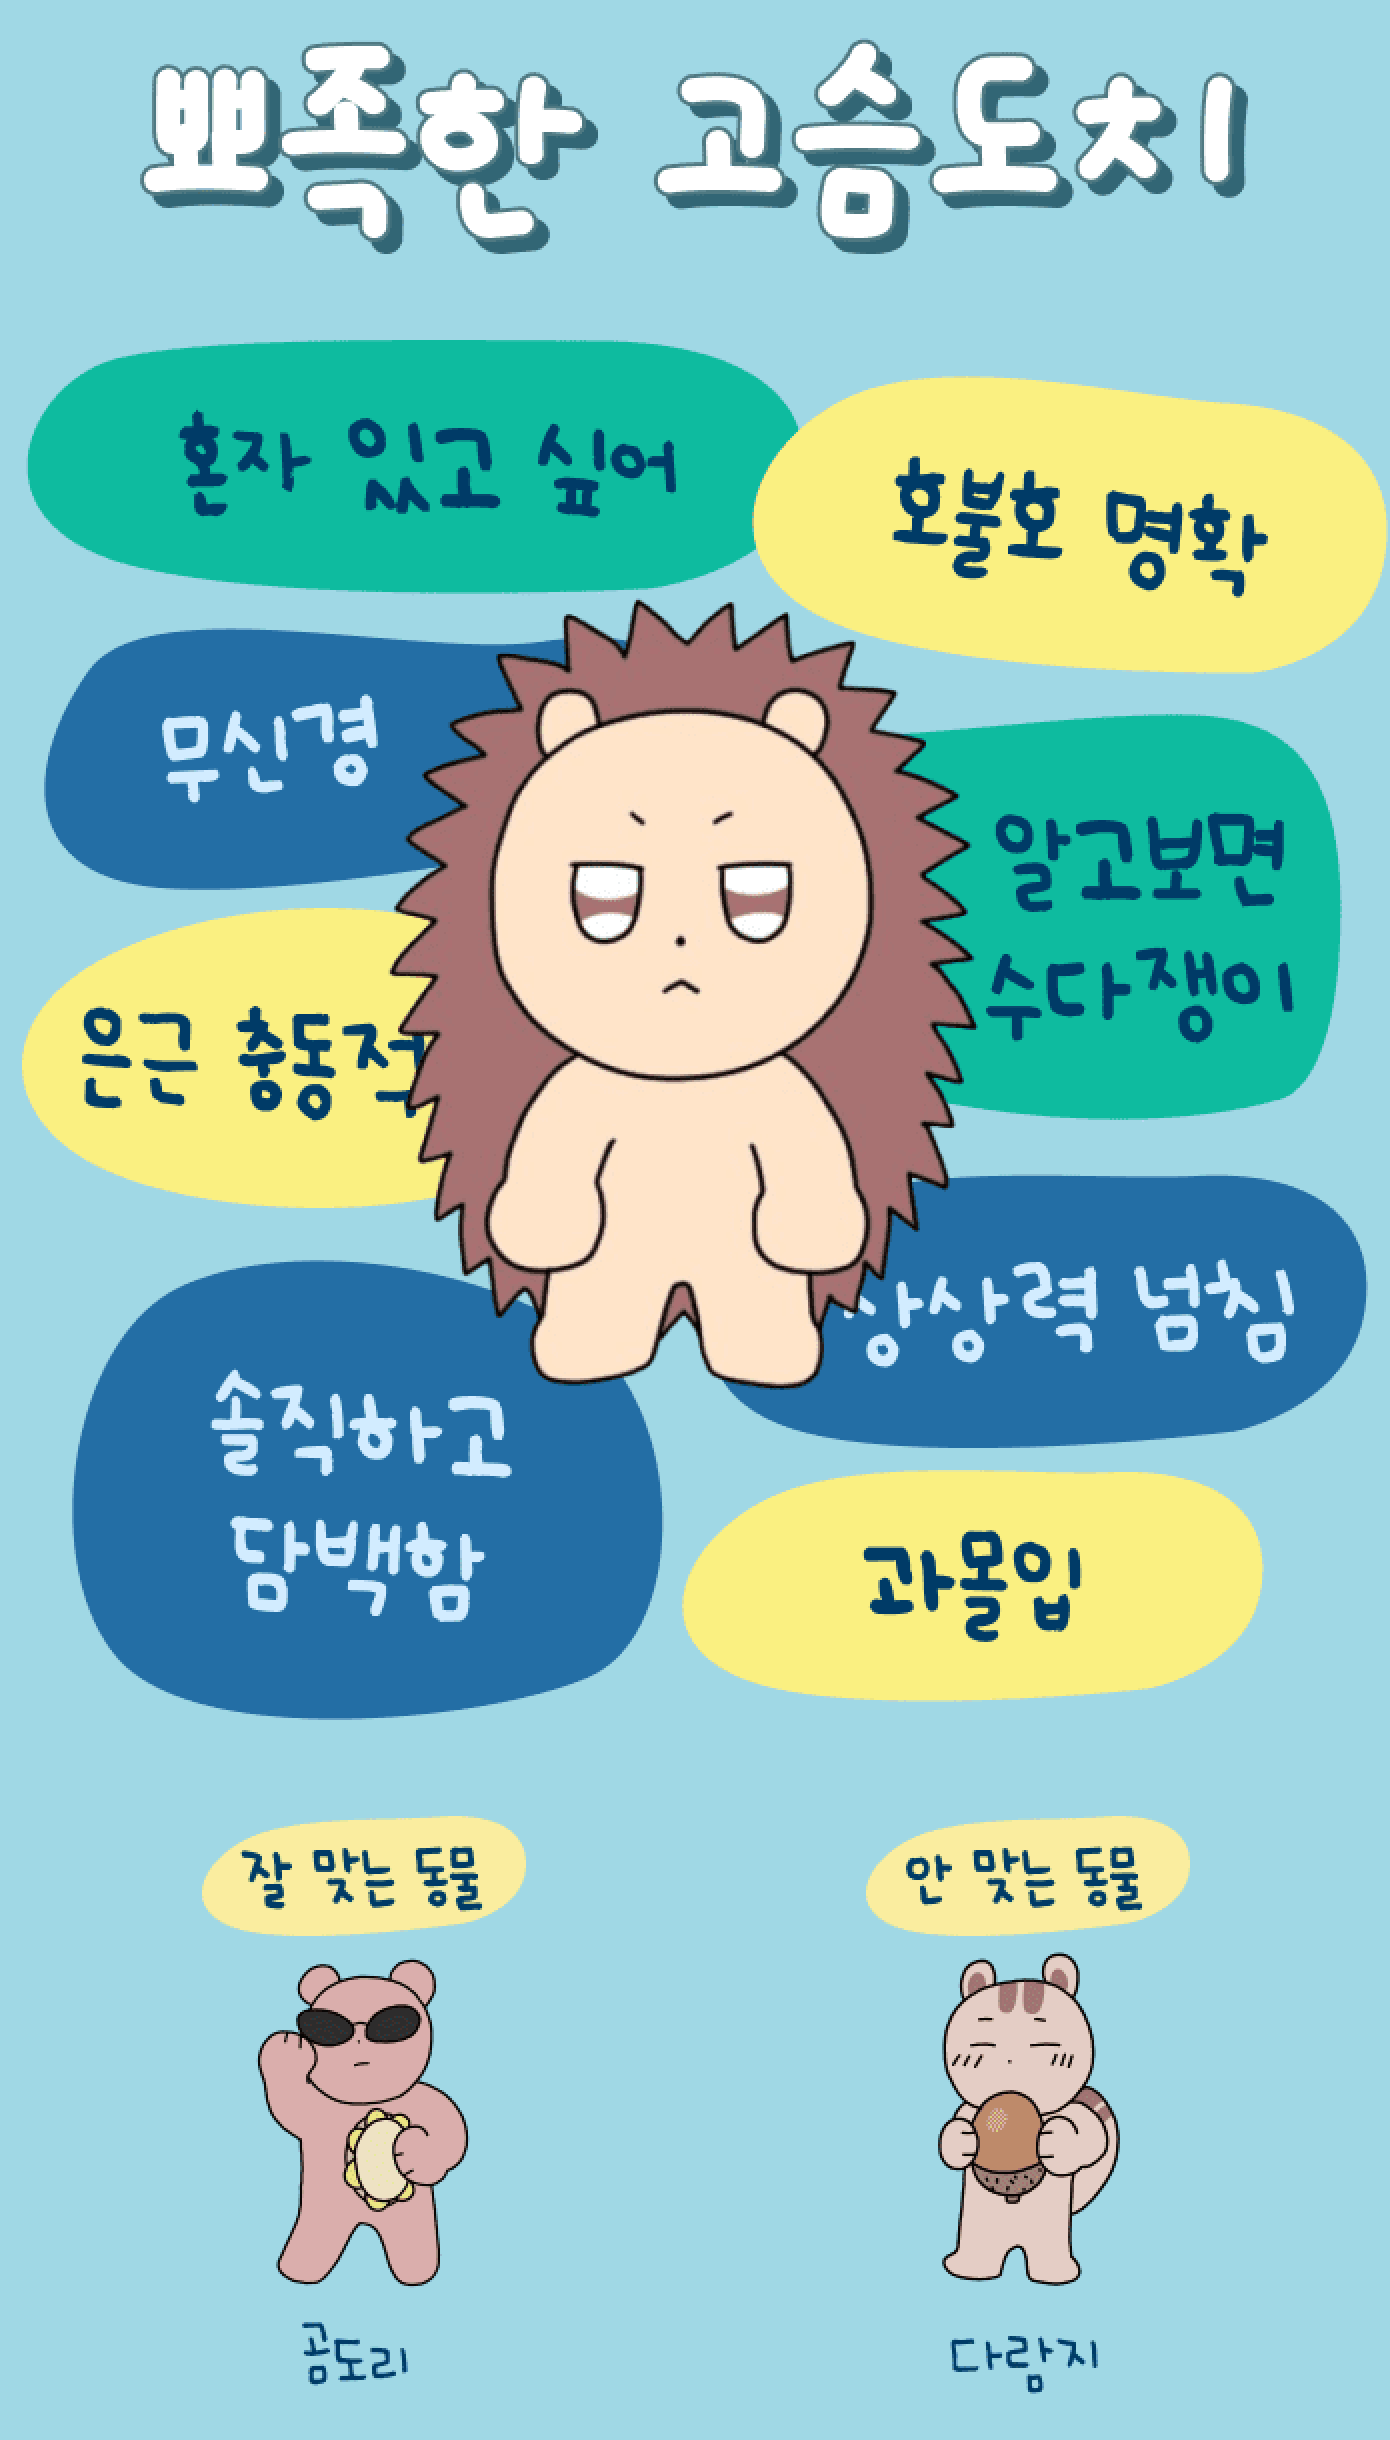 뾰족한 고슴도치
혼자 있고 싶어
호불호 명확
무신경
알고보면
수다쟁이
은근 충동적
상상력 넘침
솔직하고
담백함
과몰입
잘 맞는 동물
안 맞는 동물
곰도리
다람지